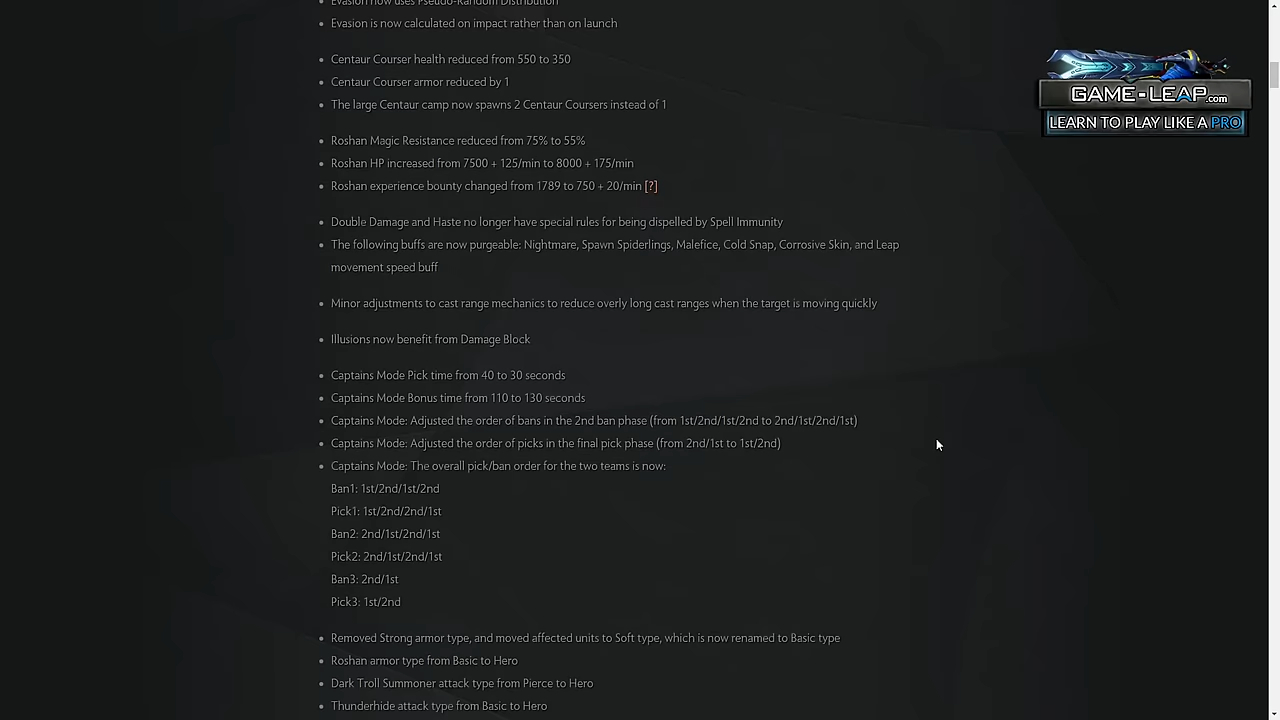 Evasion now uses Pseudo-Random Distribution
Evasion is now calculated on impact rather than on launch
Centaur Courser health reduced from 550 to 350
Centaur Courser armor reduced by 1
The large Centaur camp now spawns 2 Centaur Coursers instead of 1
Roshan Magic Resistance reduced from 75% to 55%
Roshan HP increased from 7500 + 125/min to 8000 + 175/min
Roshan experience bounty changed from 1789 to 750 + 20/min [?]
Double Damage and Haste no longer have special rules for being dispelled by Spell Immunity
The following buffs are now purgeable: Nightmare, Spawn Spiderlings, Malefice, Cold Snap, Corrosive Skin, and Leap
movement speed buff
Minor adjustments to cast range mechanics to reduce overly long cast ranges when the target is moving quickly
Illusions now benefit from Damage Block
Captains Mode Pick time from 40 to 30 seconds
Captains Mode Bonus time from 110 to 130 seconds
Captains Mode: Adjusted the order of bans in the 2nd ban phase (from 1st/2nd/1st/2nd to 2nd/1st/2nd/1st)
Captains Mode: Adjusted the order of picks in the final pick phase (from 2nd/1st to 1st/2nd)
Captains Mode: The overall pick/ban order for the two teams is now:
Ban1: 1st/2nd/1st/2nd
Pick1: 1st/2nd/2nd/1st
Ban2: 2nd/1st/2nd/1st
Pick2: 2nd/1st/2nd/1st
Ban3: 2nd/1st
Pick3: 1st/2nd
Removed Strong armor type, and moved affected units to Soft type, which is now renamed to Basic type
Roshan armor type from Basic to Hero
Dark Troll Summoner attack type from Pierce to Hero
Thunderhide attack type from Basic to Hero
GAME-LEAP.com
LEARN TO PLAY LIKE A PRO